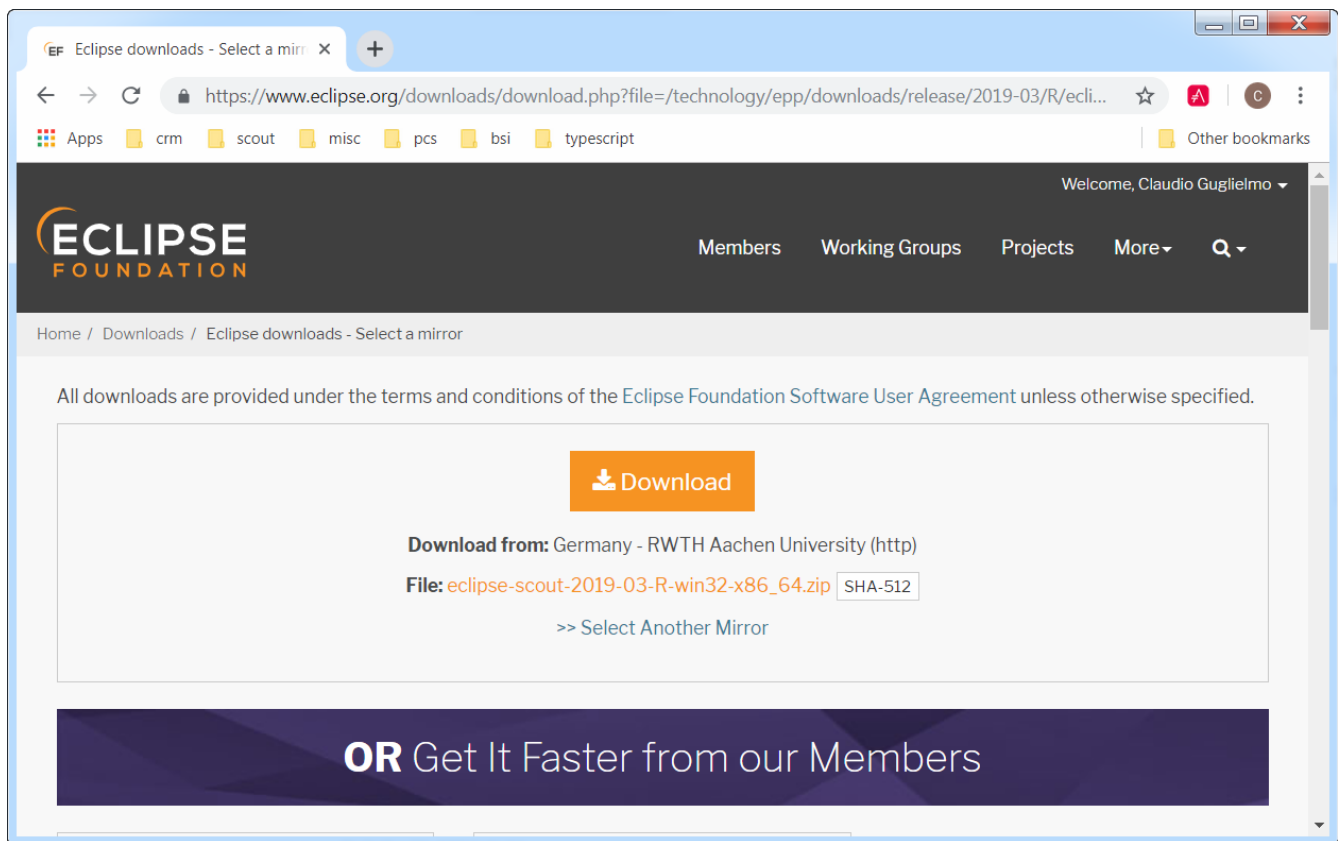 EF Eclipse downloads - Select a mirr
https://www.eclipse.org/downloads/download.php?file=/technology/epp/downloads/release/2019-03/R/ecli...
C
Apps crm scout misc pcs bsi typescript Other bookmarks
Welcome, Claudio Guglielmo
ECLIPSE
FOUNDATION
Members Working Groups Projects More
Home / Downloads / Eclipse downloads - Select a mirror
All downloads are provided under the terms and conditions of the Eclipse Foundation Software User Agreement unless otherwise specified.
Download
Download from: Germany - RWTH Aachen University (http)
File: eclipse-scout-2019-03-R-win32-x86_64.zip SHA-512
>> Select Another Mirror
OR Get It Faster from our Members